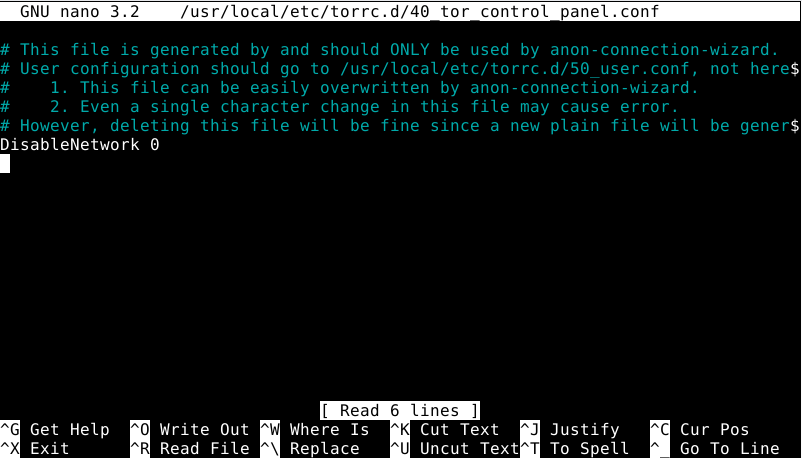 GNU nano 3.2 /usr/local/etc/torrc.d/40_tor_control_panel.conf
# This file is generated by and should ONLY be used by anon-connection-wizard.
# User configuration should go to /usr/local/etc/torrc.d/50_user.conf, not here$
# 1. This file can be easily overwritten by anon-connection-wizard.
# 2. Even a single character change in this file may cause error.
# However, deleting this file will be fine since a new plain file will be gener$
DisableNetwork 0
[ Read 6 lines ]
^G Get Help ^O Write Out ^W Where Is ^K Cut Text ^J Justify ^C Cur Pos
^X Exit ^R Read File ^\ Replace ^U Uncut Text^T To Spell ^_ Go To Line